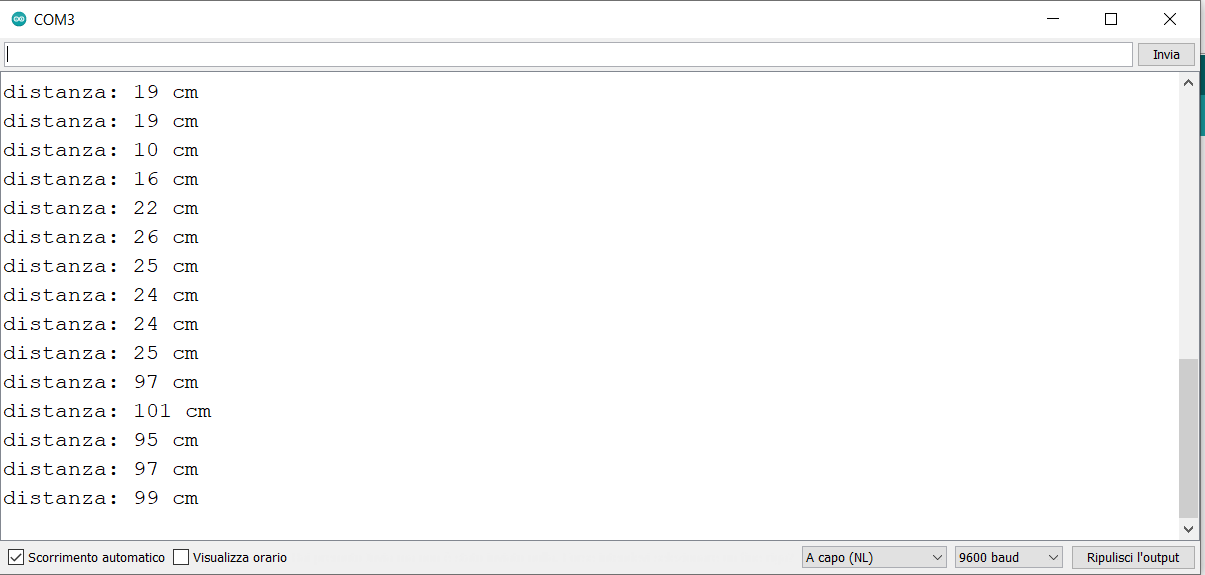 COM3
Invia
distanza: 19 cm
distanza: 19 cm
distanza: 10 cm
distanza: 16 cm
distanza: 22 cm
distanza: 26 cm
distanza: 25 cm
distanza: 24 cm
distanza: 24 cm
distanza: 25 cm
distanza: 97 cm
distanza: 101 cm
distanza: 95 cm
distanza: 97 cm
distanza: 99 cm
Scorrimento automatico Visualizza orario A capo (NL) 9600 baud Ripulisci l'output